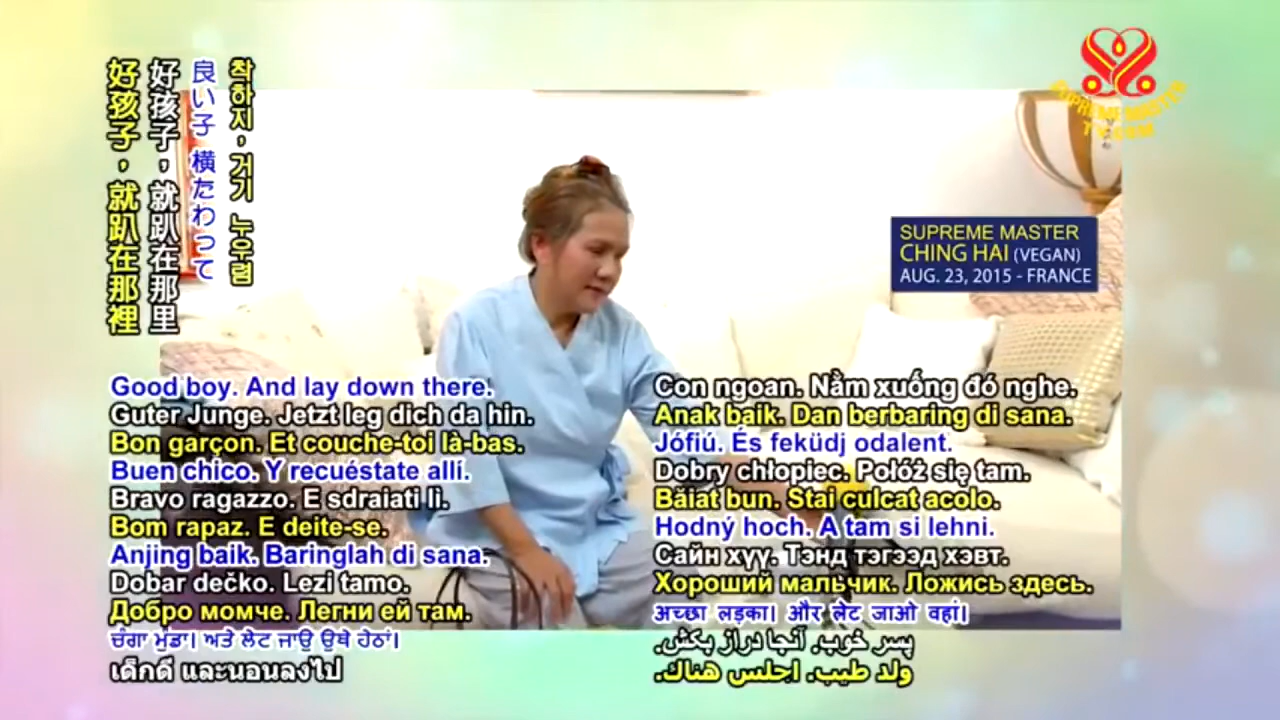 착하지, 거기 누우렴
良い子 横たわって
好孩子，就趴在那里
好孩子，就趴在那裡
SUPREME MASTER
TV.COM
SUPREME MASTER
CHING HAI (VEGAN)
AUG. 23, 2015 - FRANCE
Good boy. And lay down there.
Guter Junge. Jetzt leg dich da hin.
Bon garçon. Et couche-toi là-bas.
Buen chico. Y recuéstate allí.
Bravo ragazzo. E sdraiati lì.
Bom rapaz. E deite-se.
Anjing baik. Baringlah di sana.
Dobar dečko. Lezi tamo.
Добро момче. Легни ей там.
ਚੰਗਾ ਮੁੰਡਾ। ਅਤੇ ਲੇਟ ਜਾਉ ਉਥੇ ਹੇਠਾਂ।
เด็กดี และนอนลงไป
Con ngoan. Nằm xuống đó nghe.
Anak baik. Dan berbaring di sana.
Jófiú. És feküdj odalent.
Dobry chłopiec. Połóż się tam.
Băiat bun. Stai culcat acolo.
Hodný hoch. A tam si lehni.
Сайн хүү. Тэнд тэгээд хэвт.
Хороший мальчик. Ложись здесь.
अच्छा लड़का। और लेट जाओ वहां।
پسر خوب. آنجا دراز بکش.
ولد طيب. اجلس هناك.